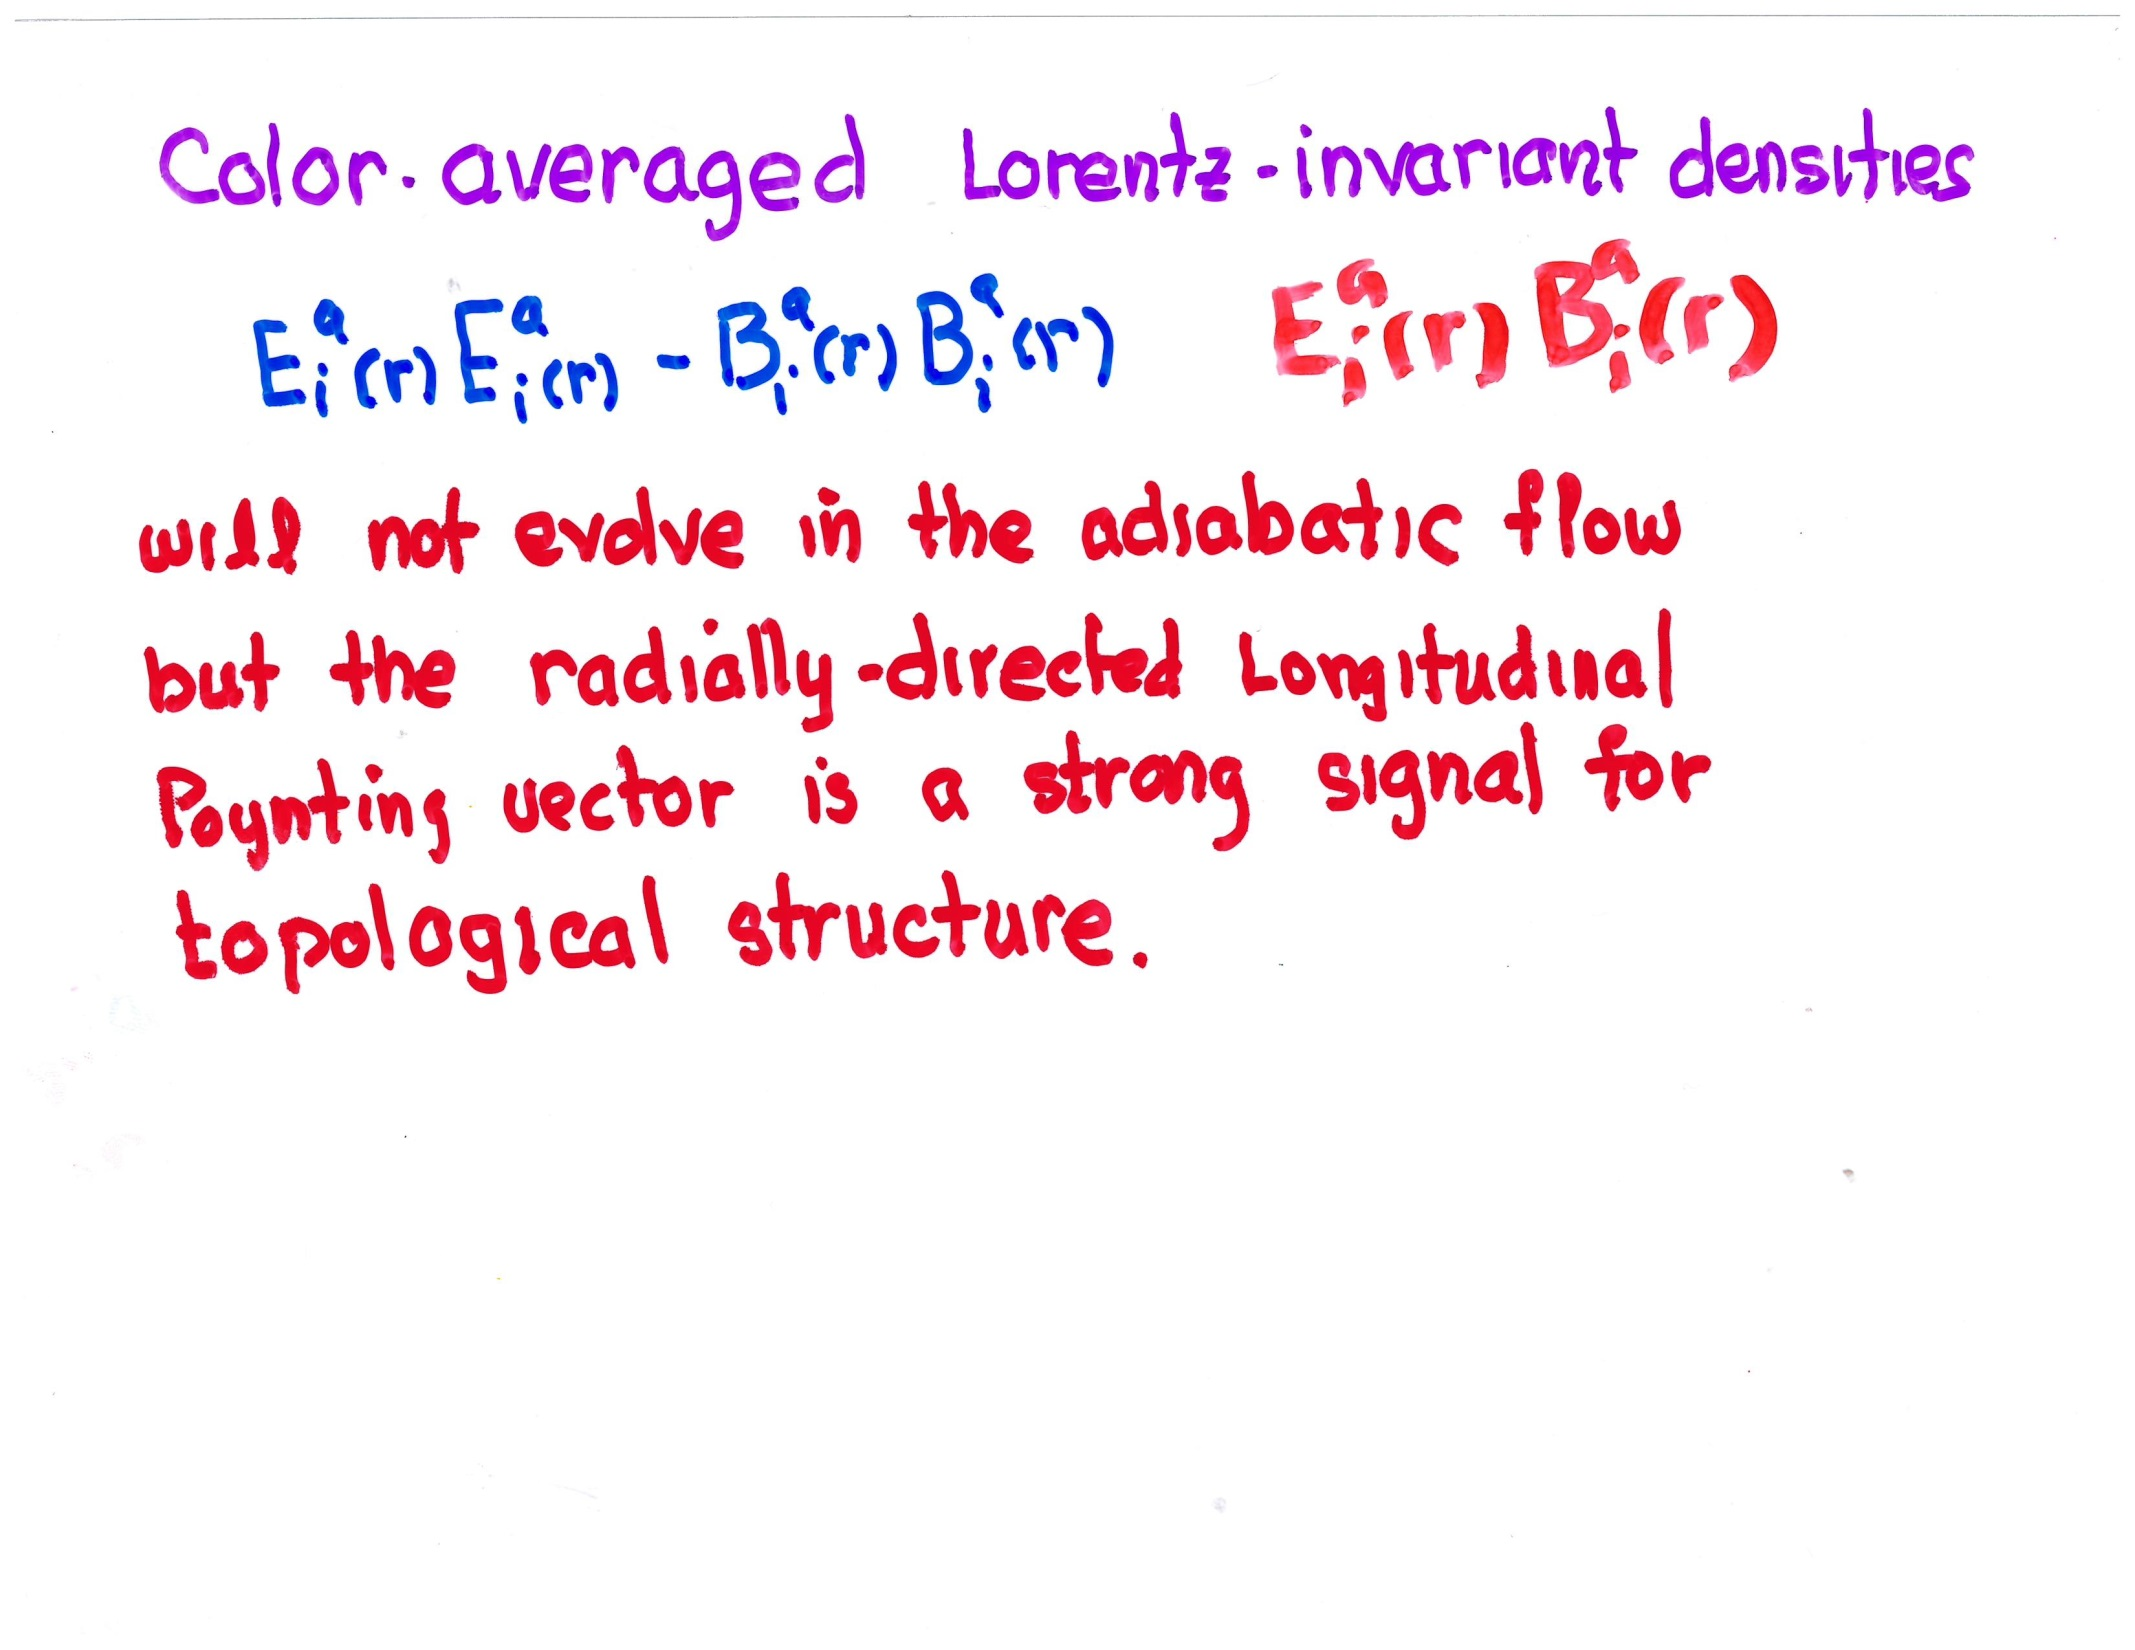 Color-averaged Lorentz-invariant densities
E_i^a(r) E_i^a(r) - B_i^a(r) B_i^a(r)   E_i^a(r) B_i^a(r)
will not evolve in the adiabatic flow
but the radially-directed Longitudinal
Poynting vector is a strong signal for
topological structure.